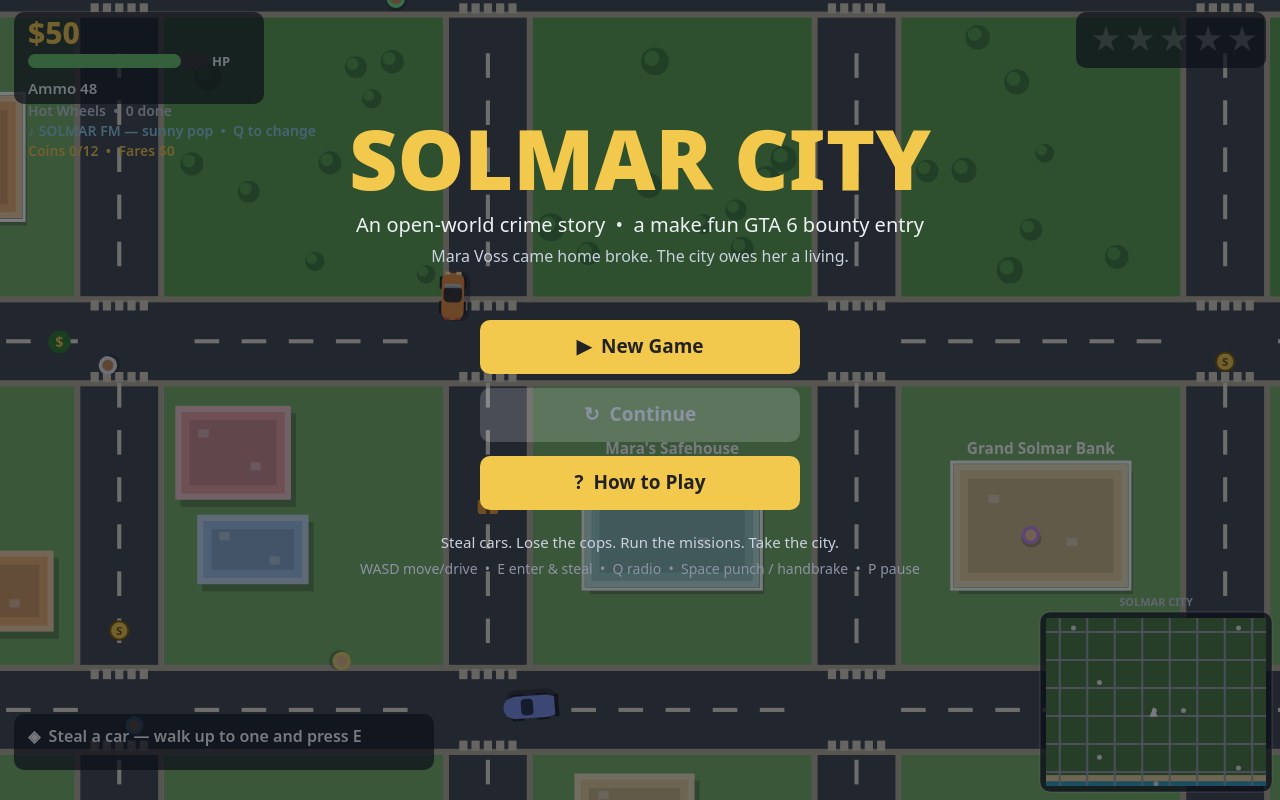 $50
HP
Ammo 48
Hot Wheels • 0 done
♪ SOLMAR FM — sunny pop • Q to change
Coins 0/12 • Fares $0
★★★★★
SOLMAR CITY
An open-world crime story • a make.fun GTA 6 bounty entry
Mara Voss came home broke. The city owes her a living.
▶ New Game
↻ Continue
Mara's Safehouse
Grand Solmar Bank
? How to Play
Steal cars. Lose the cops. Run the missions. Take the city.
WASD move/drive • E enter & steal • Q radio • Space punch / handbrake • P pause
$
S
S
SOLMAR CITY
◈ Steal a car — walk up to one and press E